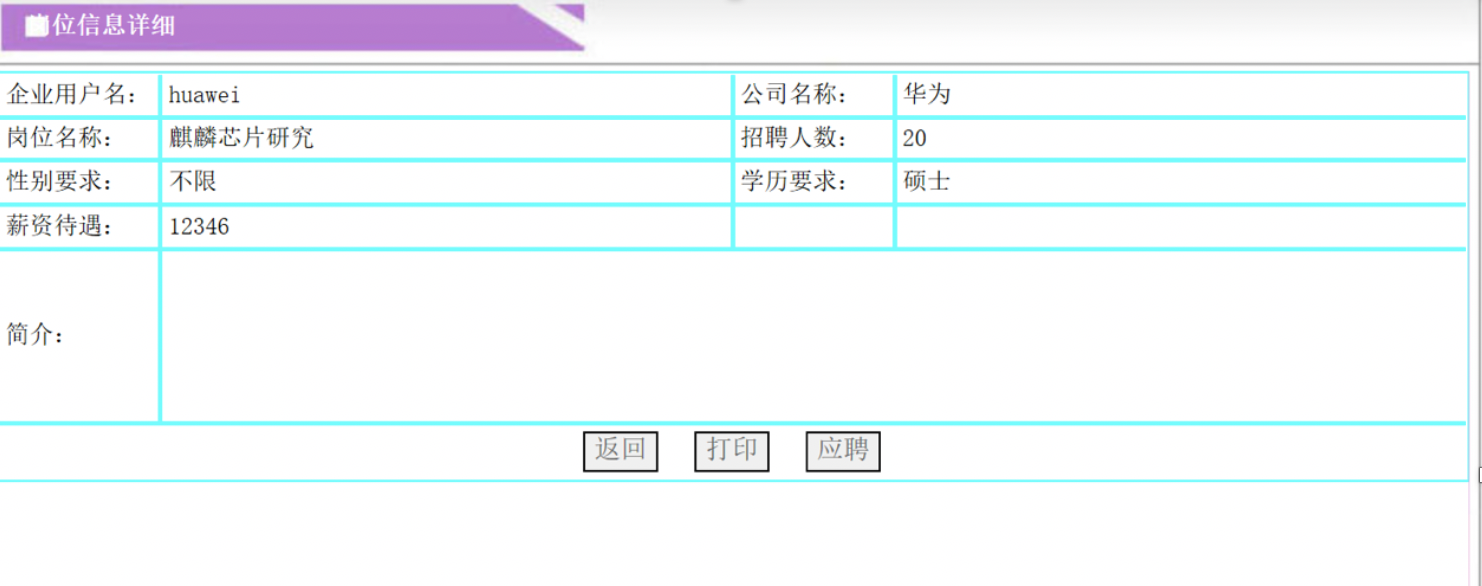 位信息详细
企业用户名： huawei 公司名称： 华为
岗位名称： 麒麟芯片研究 招聘人数： 20
性别要求： 不限 学历要求： 硕士
薪资待遇： 12346
简介：
返回 打印 应聘